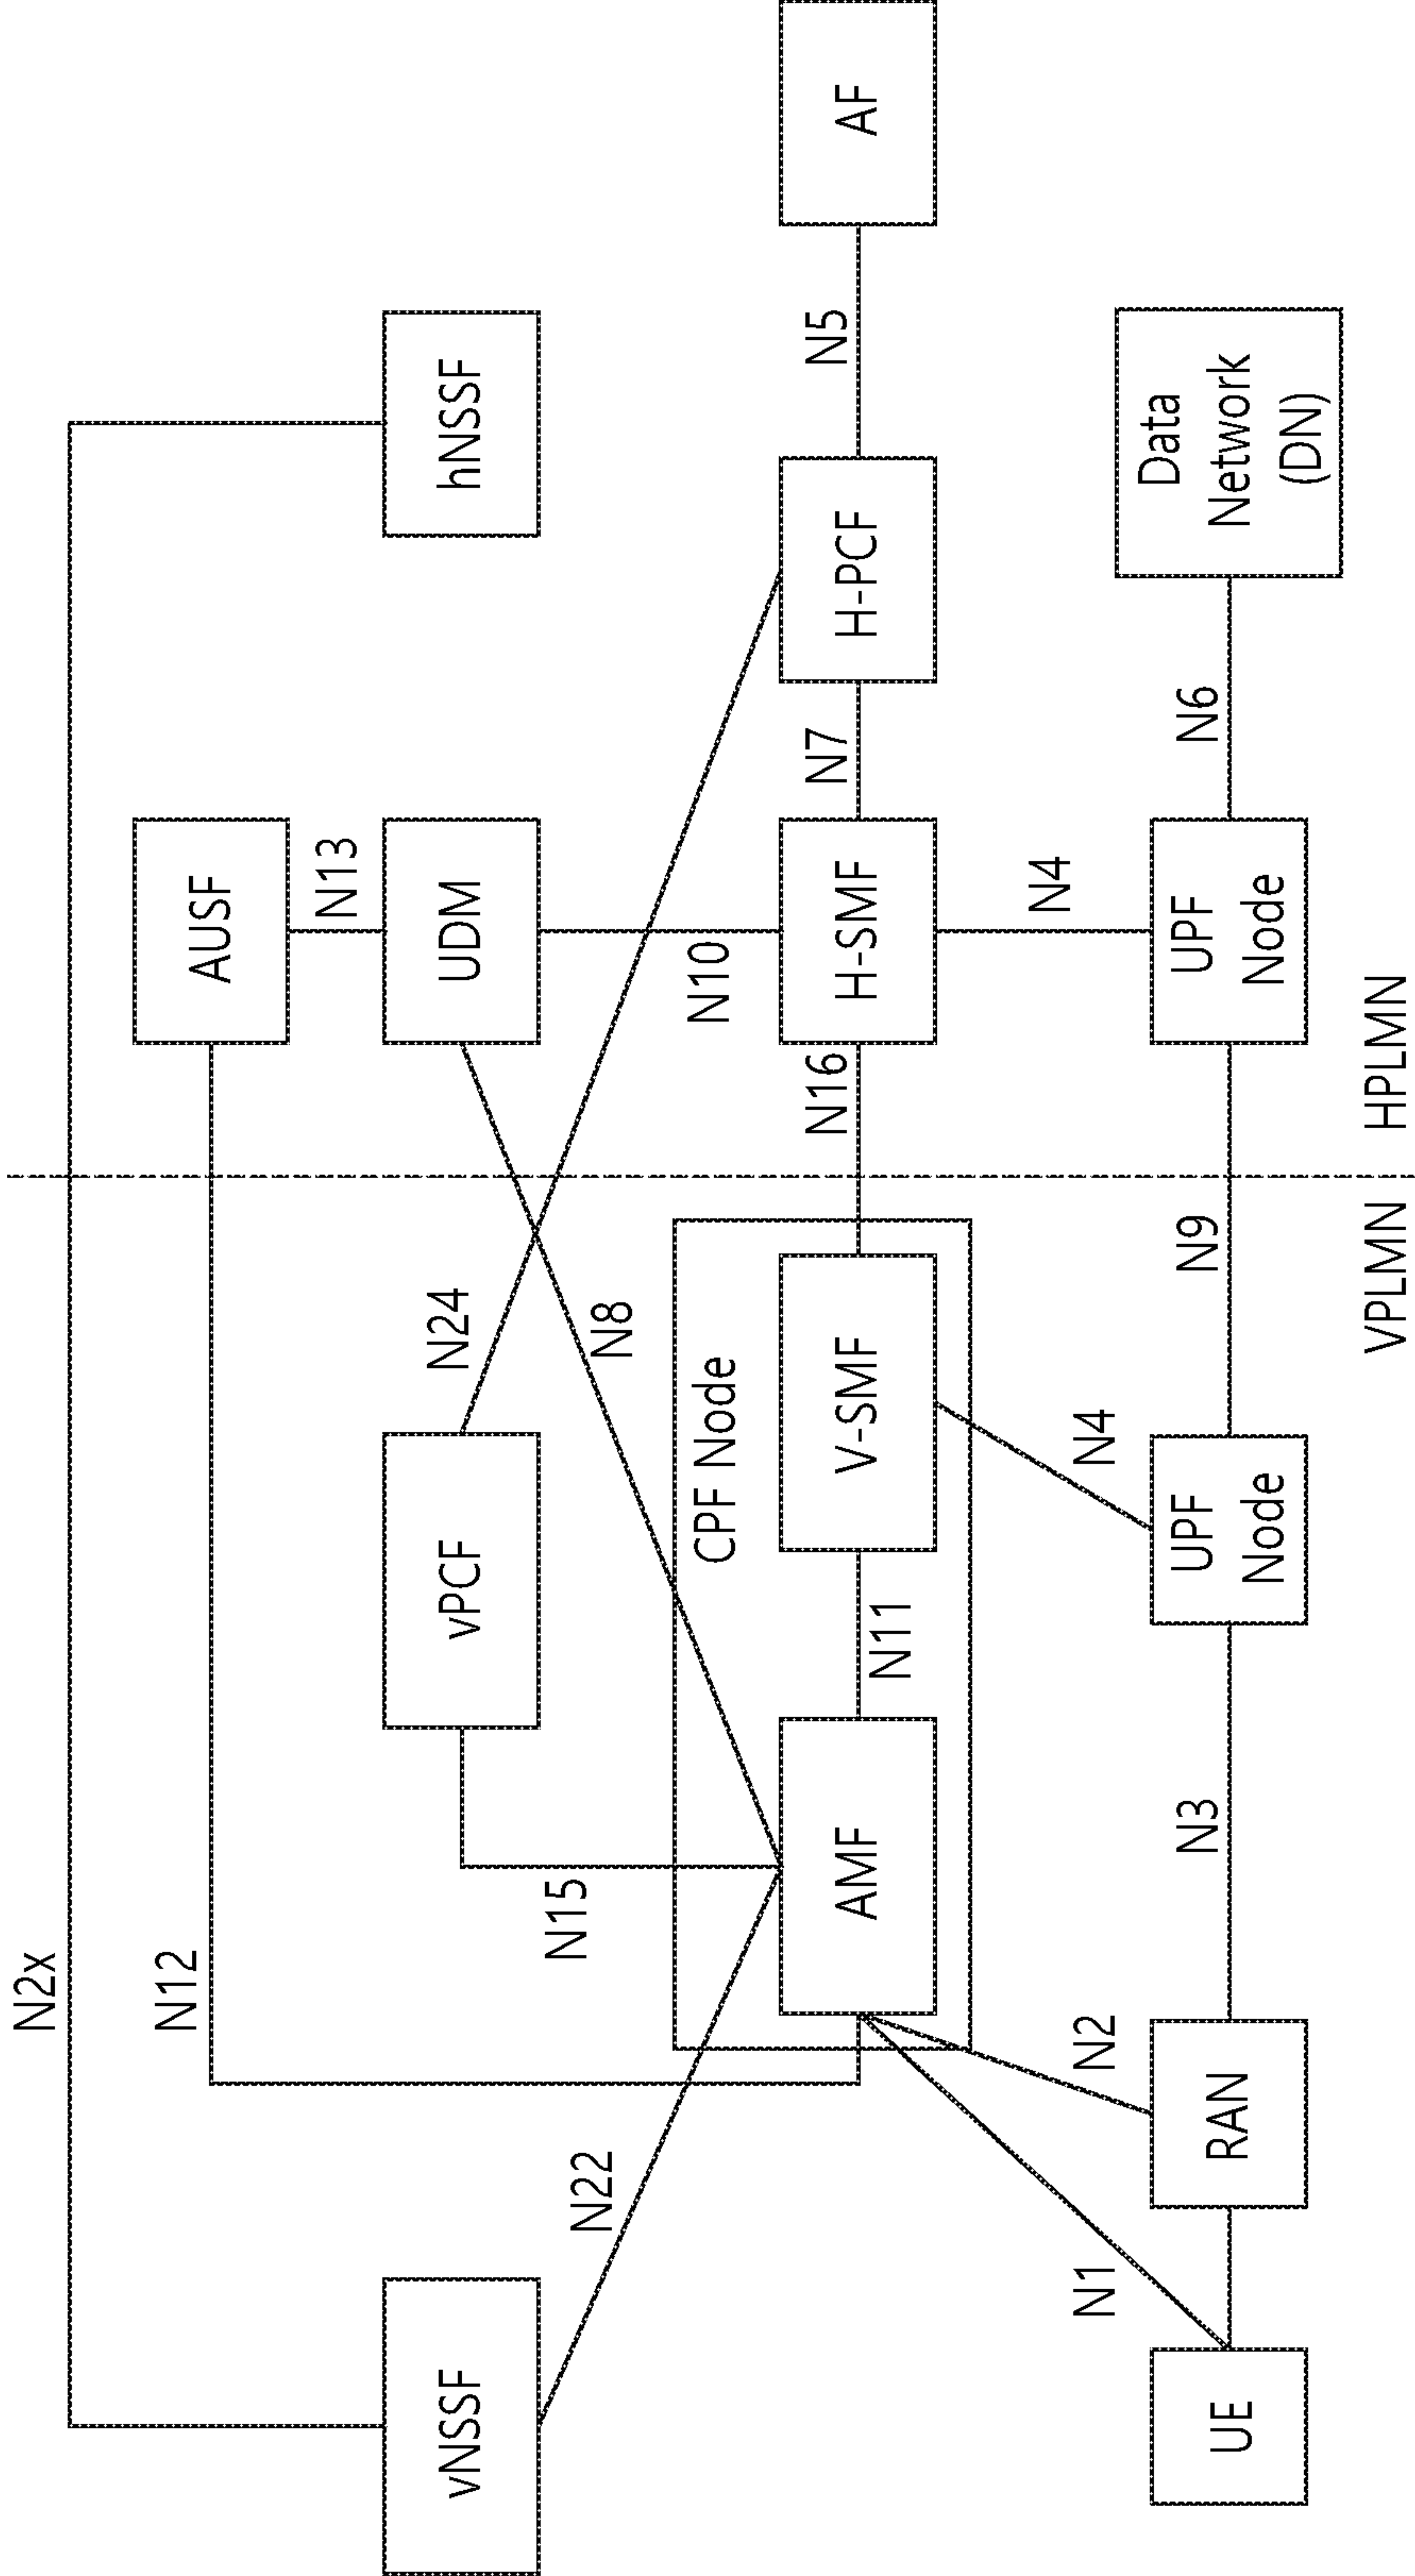 N2x
N12
AUSF
N13
vNSSF
vPCF
UDM
hNSSF
N24
N22
N15
N8
N10
CPF Node
AMF
N11
V-SMF
N16
H-SMF
N7
H-PCF
N5
AF
N1
N2
N4
N4
UE
RAN
N3
UPF
Node
N9
UPF
Node
N6
Data
Network
(DN)
VPLMN
HPLMN